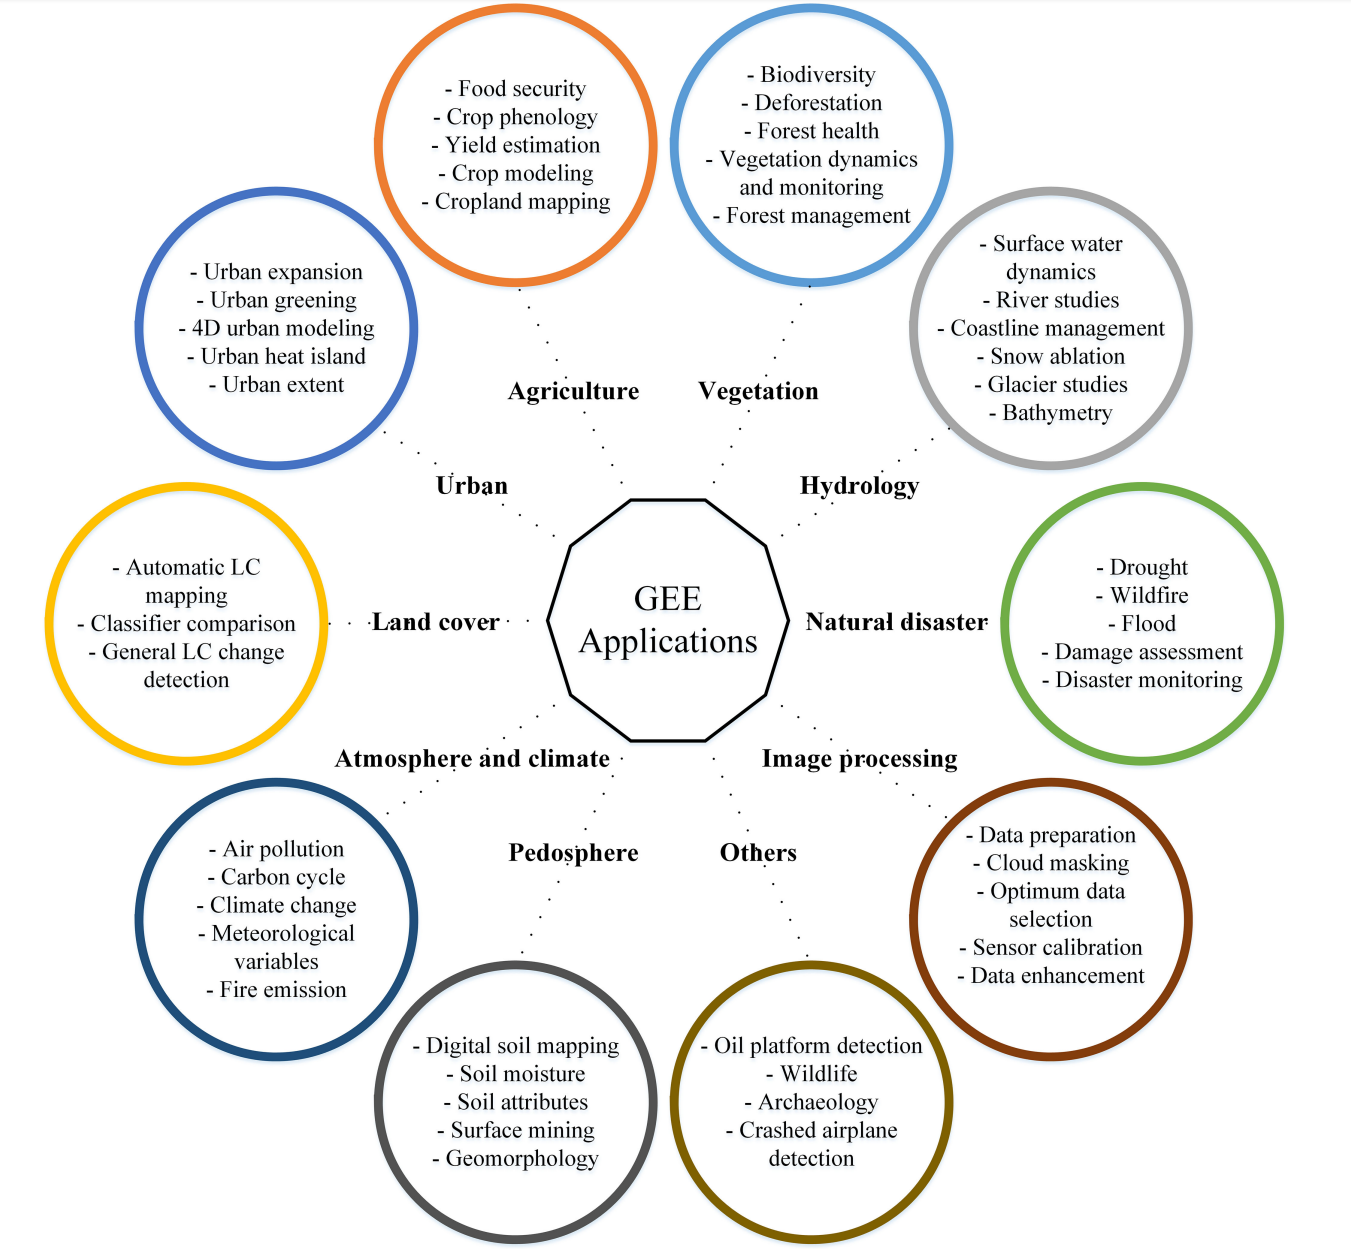 - Food security
- Crop phenology
- Yield estimation
- Crop modeling
- Cropland mapping
- Biodiversity
- Deforestation
- Forest health
- Vegetation dynamics
and monitoring
- Forest management
- Urban expansion
- Urban greening
- 4D urban modeling
- Urban heat island
- Urban extent
- Surface water
dynamics
- River studies
- Coastline management
- Snow ablation
- Glacier studies
- Bathymetry
Agriculture
Vegetation
Urban
Hydrology
- Automatic LC
mapping
- Classifier comparison
- General LC change
detection
Land cover
GEE
Applications
Natural disaster
- Drought
- Wildfire
- Flood
- Damage assessment
- Disaster monitoring
Atmosphere and climate
Image processing
Pedosphere
Others
- Air pollution
- Carbon cycle
- Climate change
- Meteorological
variables
- Fire emission
- Data preparation
- Cloud masking
- Optimum data
selection
- Sensor calibration
- Data enhancement
- Digital soil mapping
- Soil moisture
- Soil attributes
- Surface mining
- Geomorphology
- Oil platform detection
- Wildlife
- Archaeology
- Crashed airplane
detection